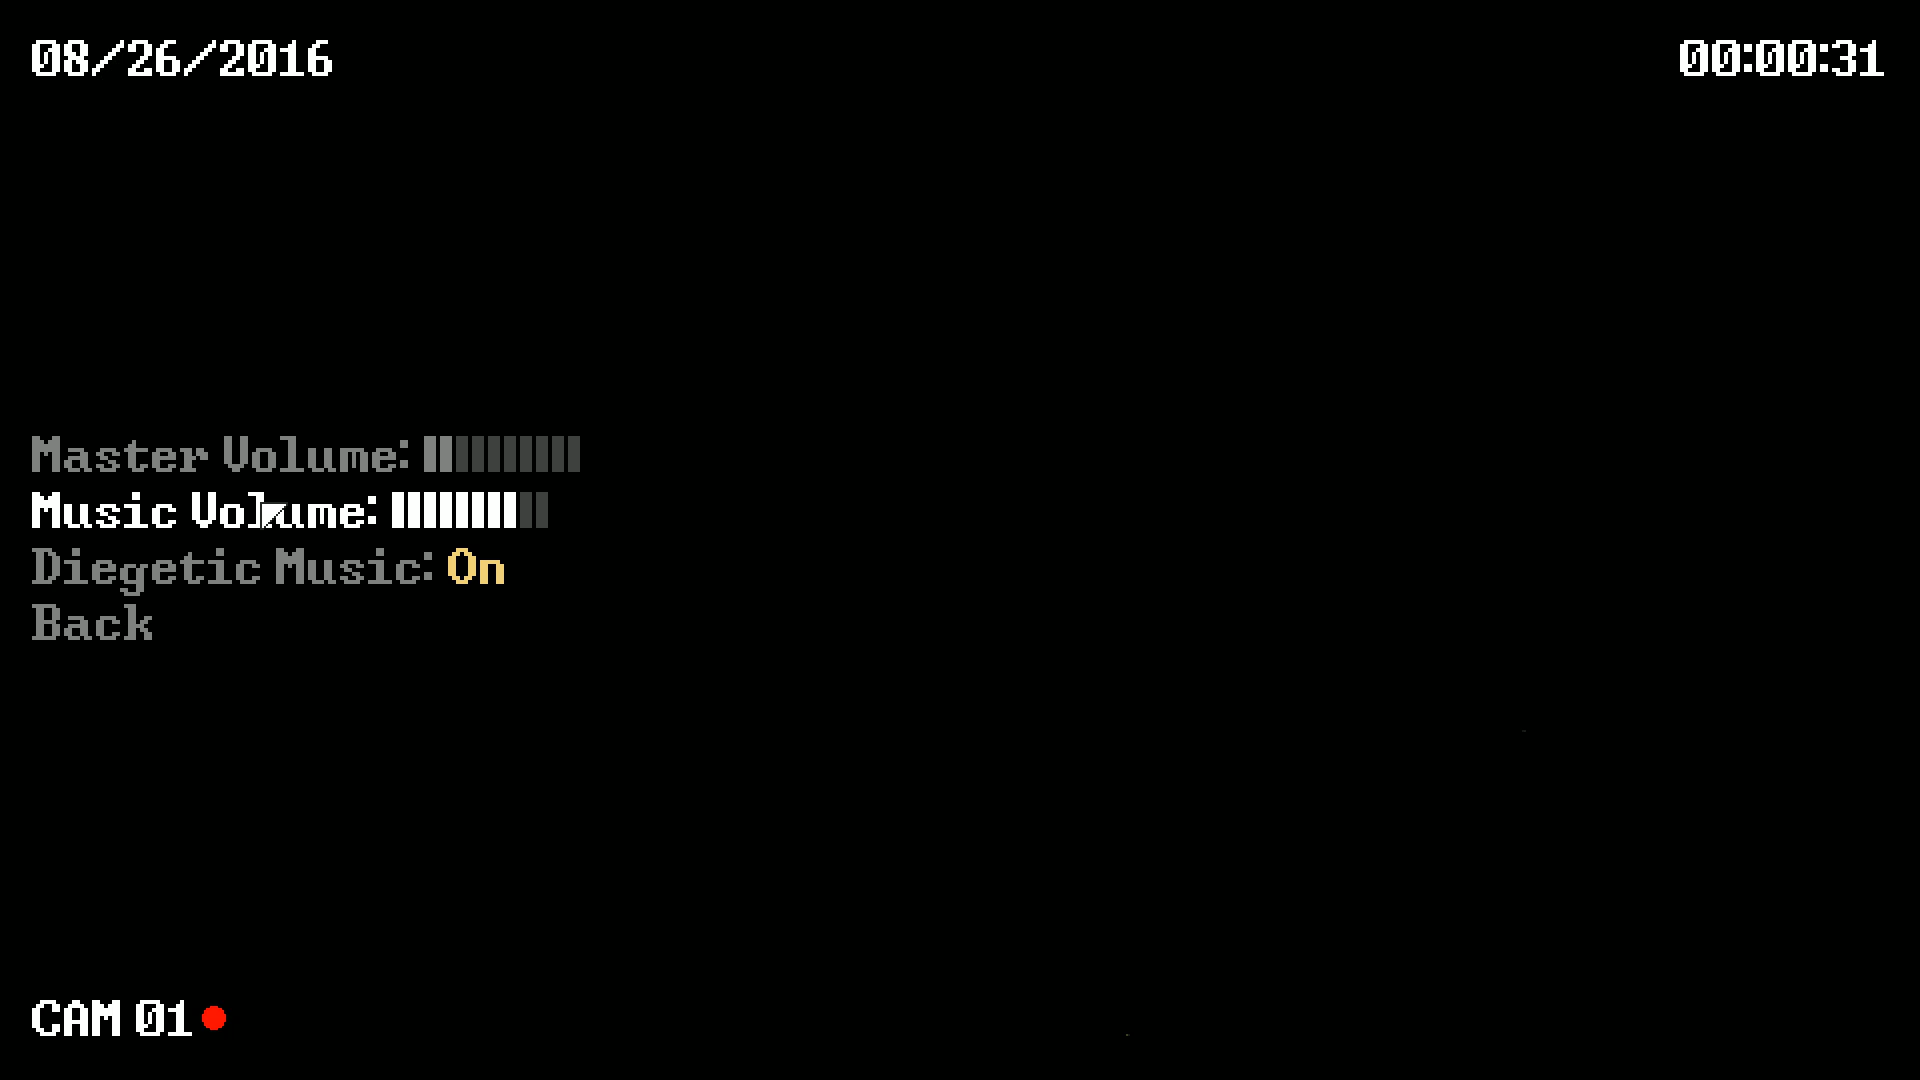 08/26/2016
00:00:31
Master Volume:
Music Volume:
Diegetic Music: On
Back
CAM 01